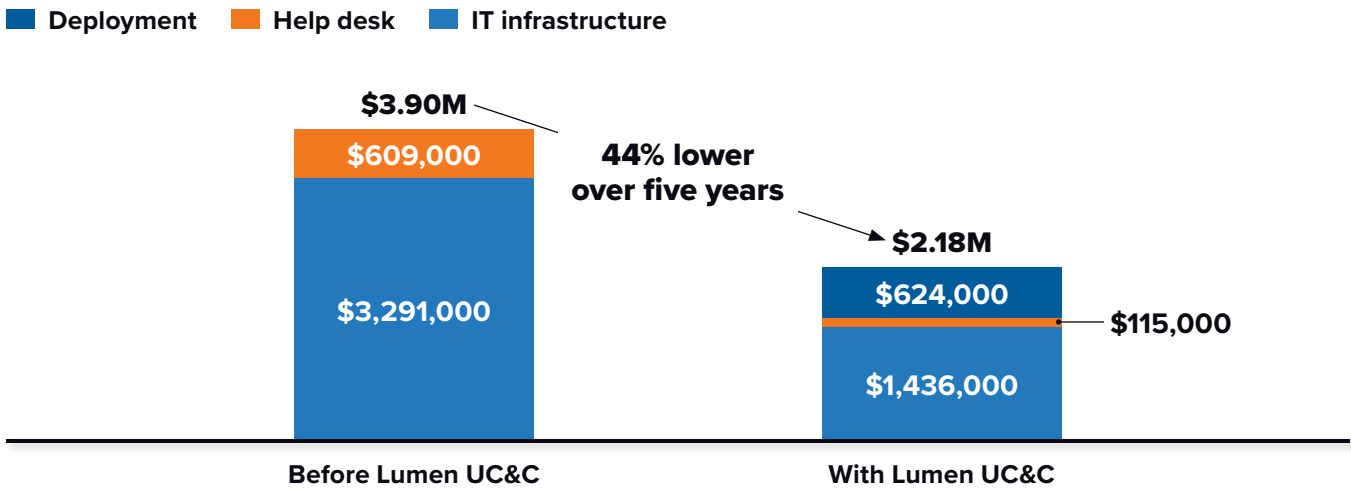 Deployment Help desk IT infrastructure
$3.90M
$609,000
44% lower
over five years
$3,291,000
$2.18M
$624,000
$115,000
$1,436,000
Before Lumen UC&C With Lumen UC&C